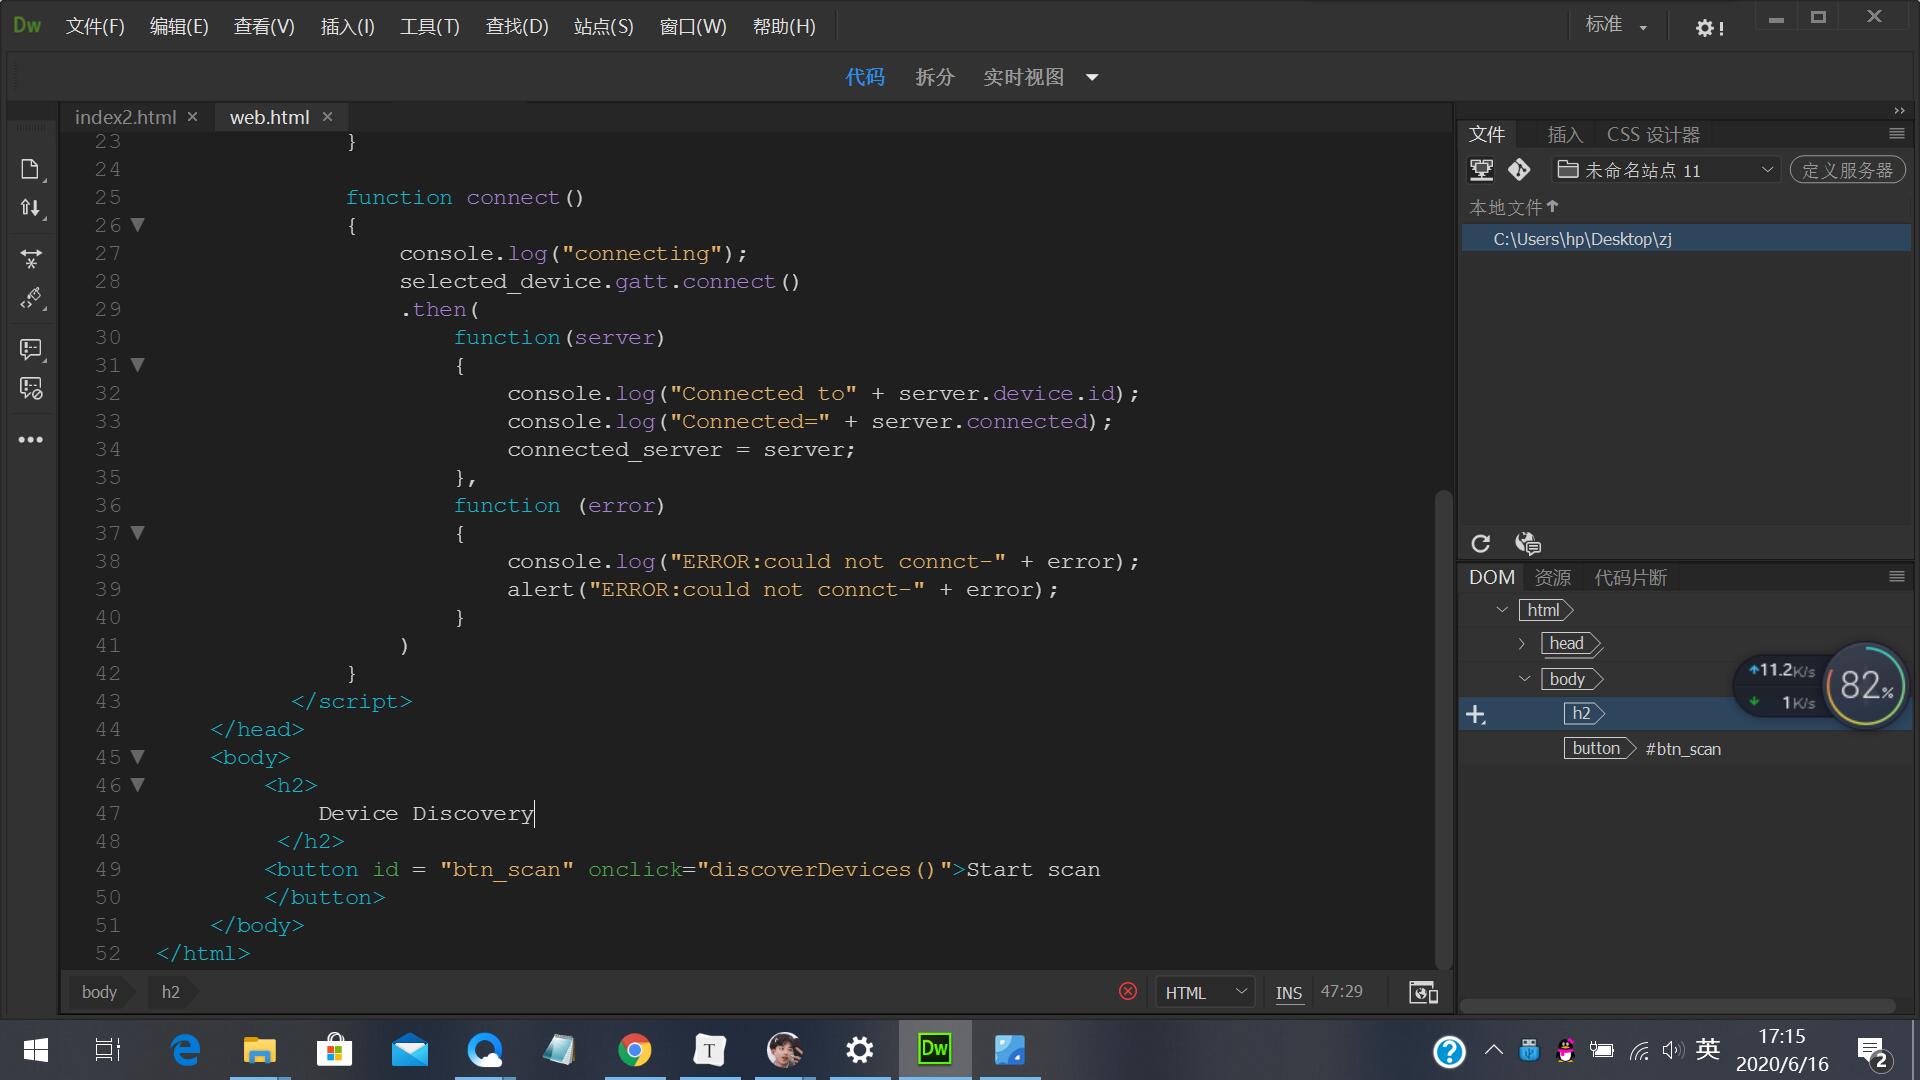 Dw 文件(F) 编辑(E) 查看(V) 插入(I) 工具(T) 查找(D) 站点(S) 窗口(W) 帮助(H) 标准 !
代码 拆分 实时视图
index2.html × web.html ×
23 }
24
25 function connect()
26 {
27 console.log("connecting");
28 selected_device.gatt.connect()
29 .then(
30 function(server)
31 {
32 console.log("Connected to" + server.device.id);
33 console.log("Connected=" + server.connected);
34 connected_server = server;
35 },
36 function (error)
37 {
38 console.log("ERROR:could not connct-" + error);
39 alert("ERROR:could not connct-" + error);
40 }
41 )
42 }
43 </script>
44 </head>
45 <body>
46 <h2>
47 Device Discovery
48 </h2>
49 <button id = "btn_scan" onclick="discoverDevices()">Start scan
50 </button>
51 </body>
52 </html>
body h2 HTML INS 47:29
文件 插入 CSS 设计器
未命名站点 11 定义服务器
本地文件
C:\Users\hp\Desktop\zj
DOM 资源 代码片断
html
head
body
h2
button #btn_scan
11.2K/s
1K/s
82%
T Dw 英 17:15
2020/6/16 2